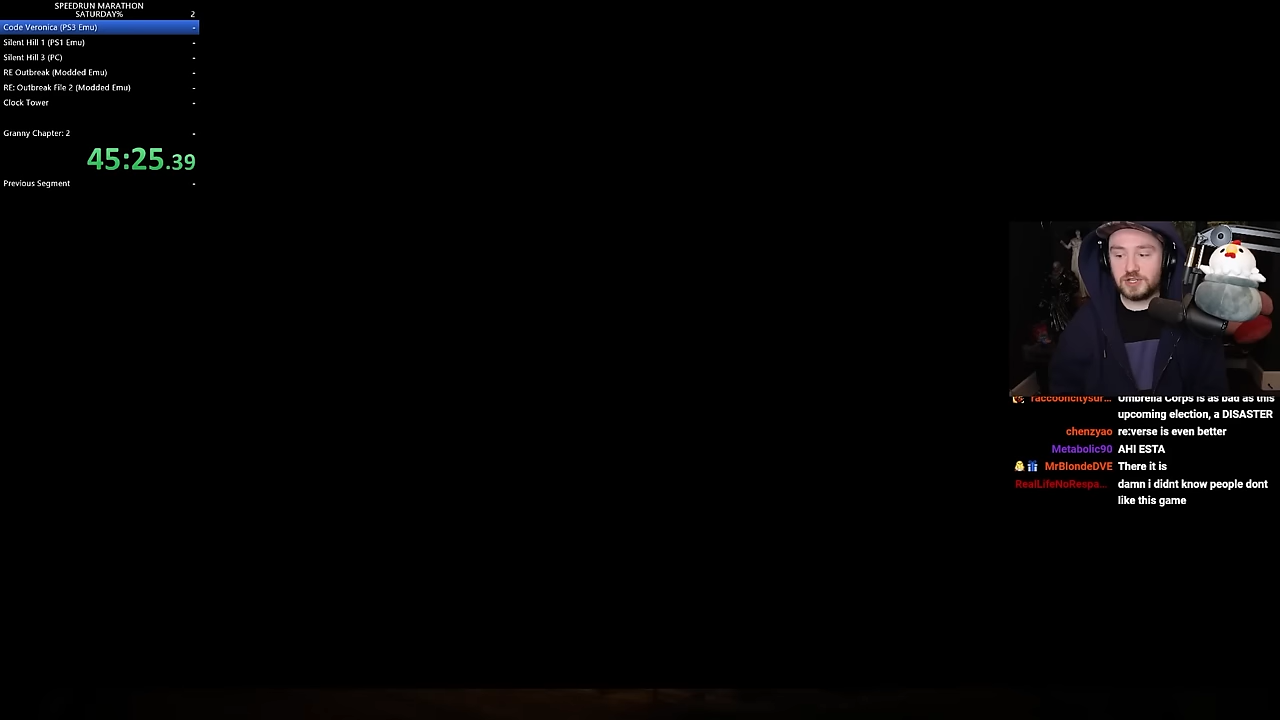 SPEEDRUN MARATHON
SATURDAY% 2
Code Veronica (PS3 Emu) -
Silent Hill 1 (PS1 Emu) -
Silent Hill 3 (PC) -
RE Outbreak (Modded Emu) -
RE: Outbreak File 2 (Modded Emu) -
Clock Tower -
Granny Chapter: 2 -
45:25.39
Previous Segment -
raccooncitysur... Umbrella Corps is as bad as this
upcoming election, a DISASTER
chenzyao re:verse is even better
Metabolic90 AHI ESTA
MrBlondeDVE There it is
RealLifeNoRespa... damn i didnt know people dont
like this game